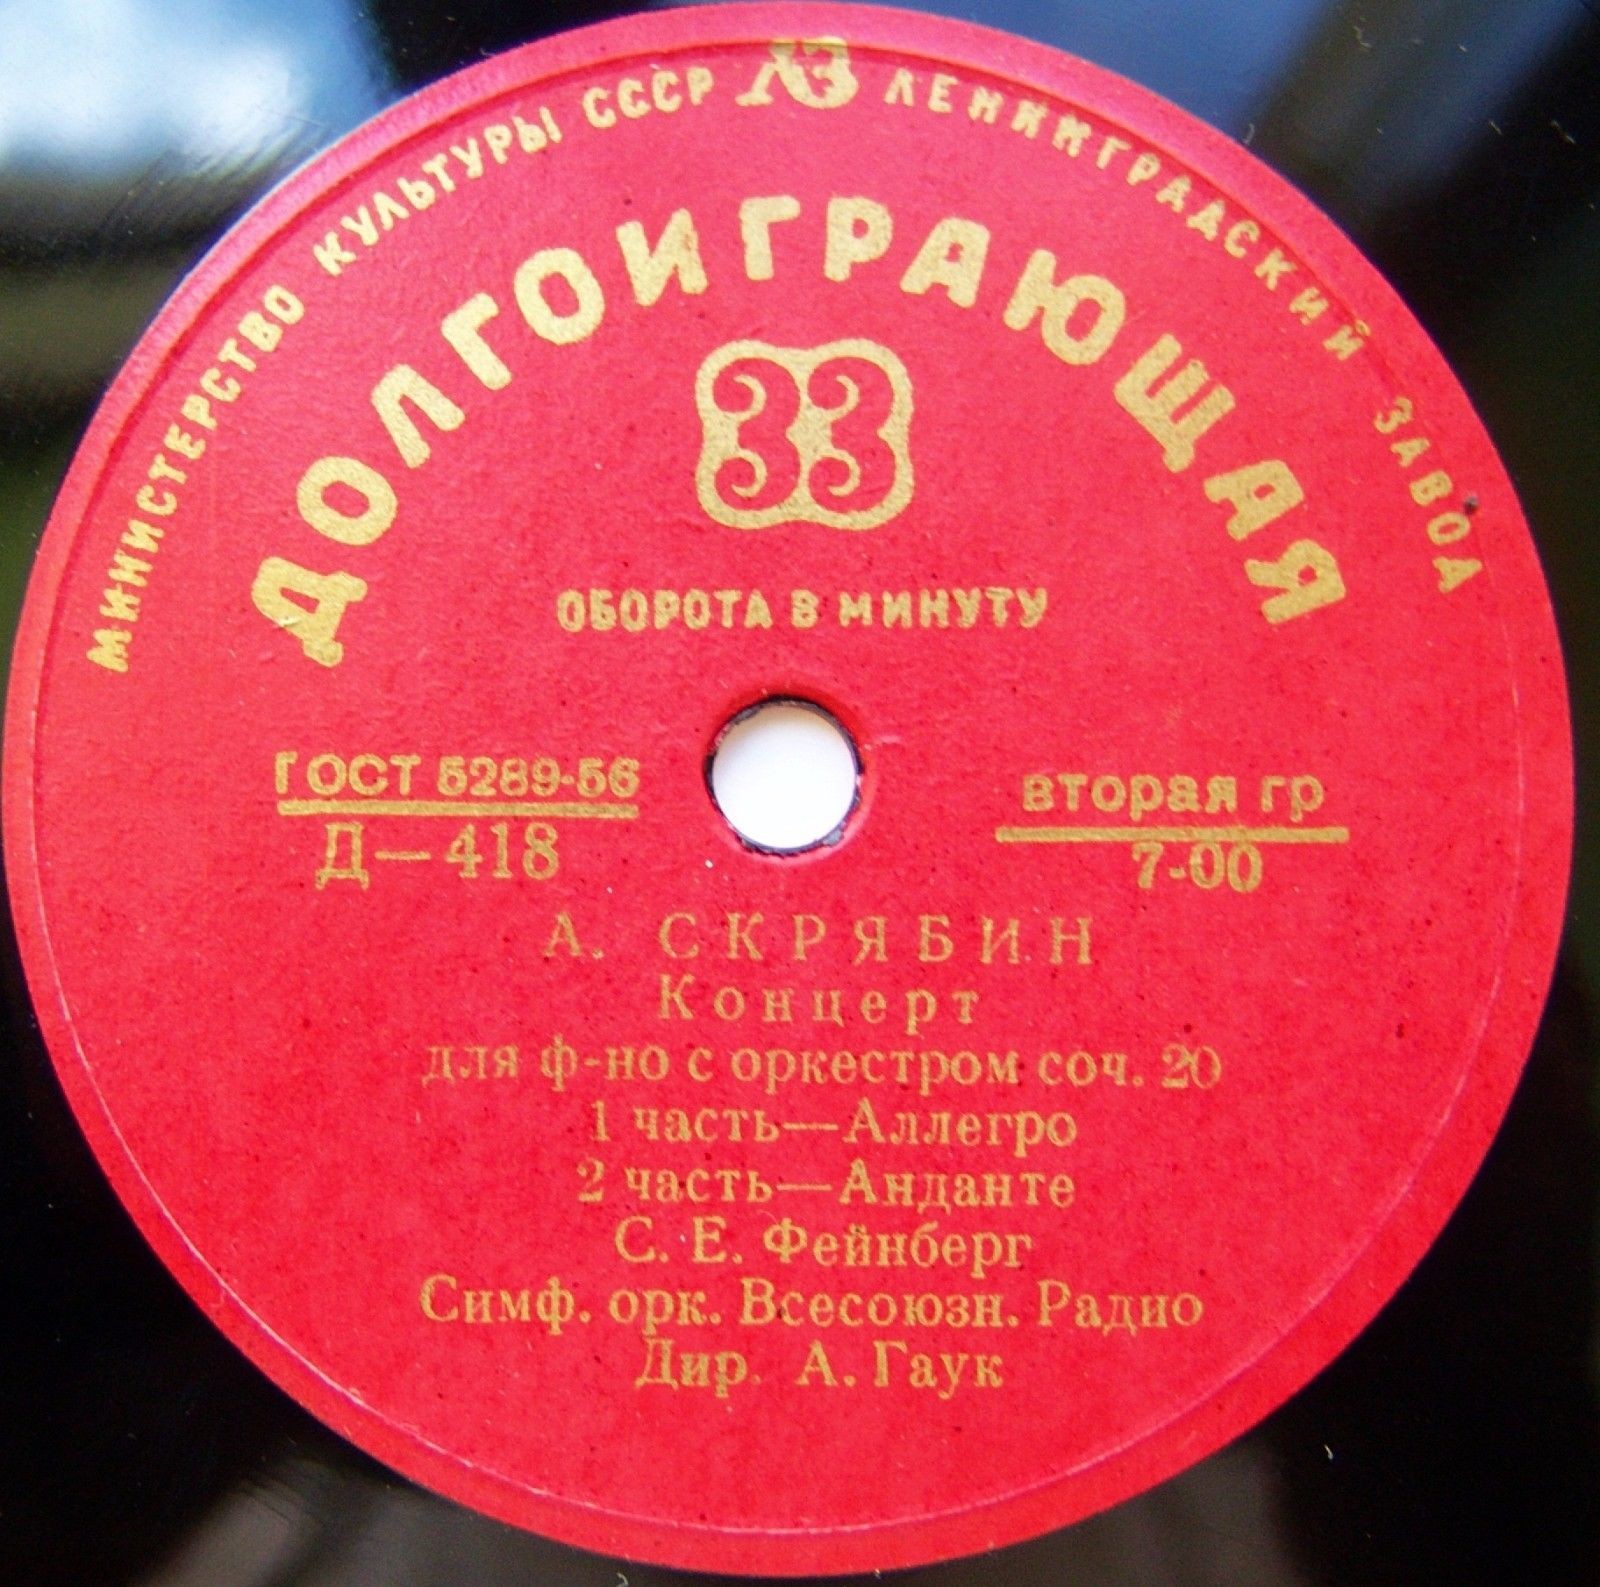 МИНИСТЕРСТВО КУЛЬТУРЫ СССР ЛЗ ЛЕНИНГРАДСКИЙ ЗАВОД
ДОЛГОИГРАЮЩАЯ
33
ОБОРОТА В МИНУТУ
ГОСТ 5289-56
Д—418
вторая гр
7-00
А. СКРЯБИН
Концерт
для ф-но с оркестром соч. 20
1 часть—Аллегро
2 часть—Анданте
С. Е. Фейнберг
Симф. орк. Всесоюзн. Радио
Дир. А. Гаук